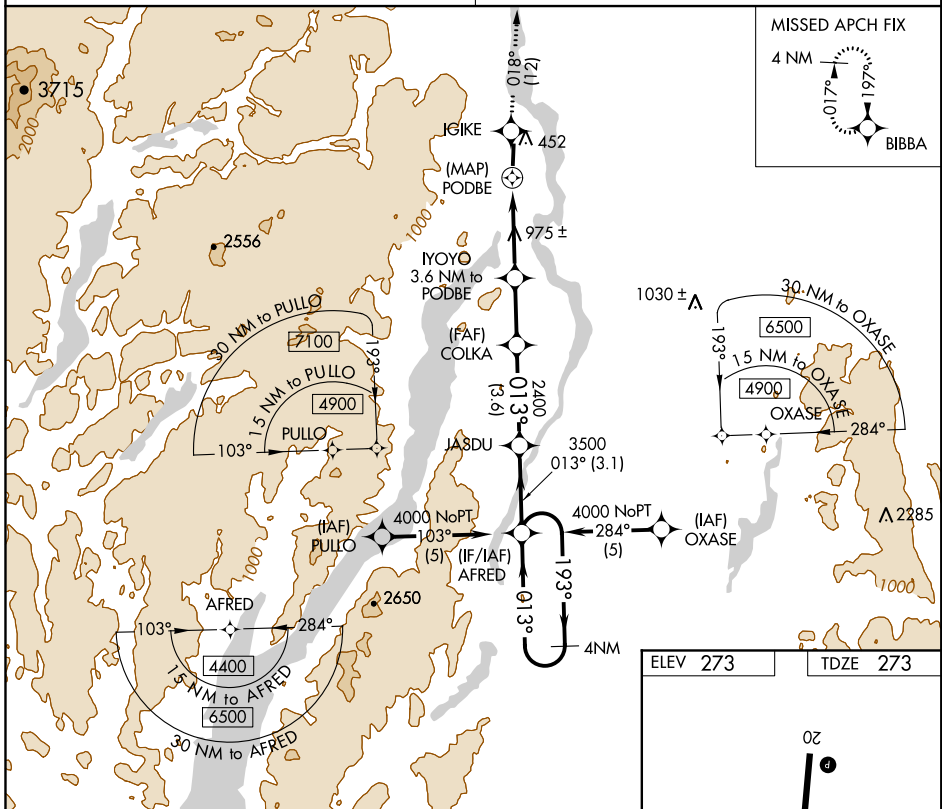 MISSED APCH FIX
4 NM
017°
197°
BIBBA
3715
2000
1000
018°
(12)
IGIKE
452
(MAP)
PODBE
975 ±
2556
IYOYO
3.6 NM to
PODBE
(FAF)
COLKA
2400
013°
(3.6)
JASDU
3500
013° (3.1)
30 NM to PULLO
7100
193°
15 NM to PULLO
4900
PULLO
103°
1030 ±
30 NM to OXASE
6500
193°
15 NM to OXASE
4900
OXASE
284°
2285
1000
(IAF)
PULLO
4000 NoPT
103°
(5)
(IF/IAF)
AFRED
4000 NoPT
284°
(5)
(IAF)
OXASE
1000
193°
013°
4NM
2650
AFRED
103°
284°
4400
15 NM to AFRED
6500
30 NM to AFRED
ELEV 273
TDZE 273
20
P